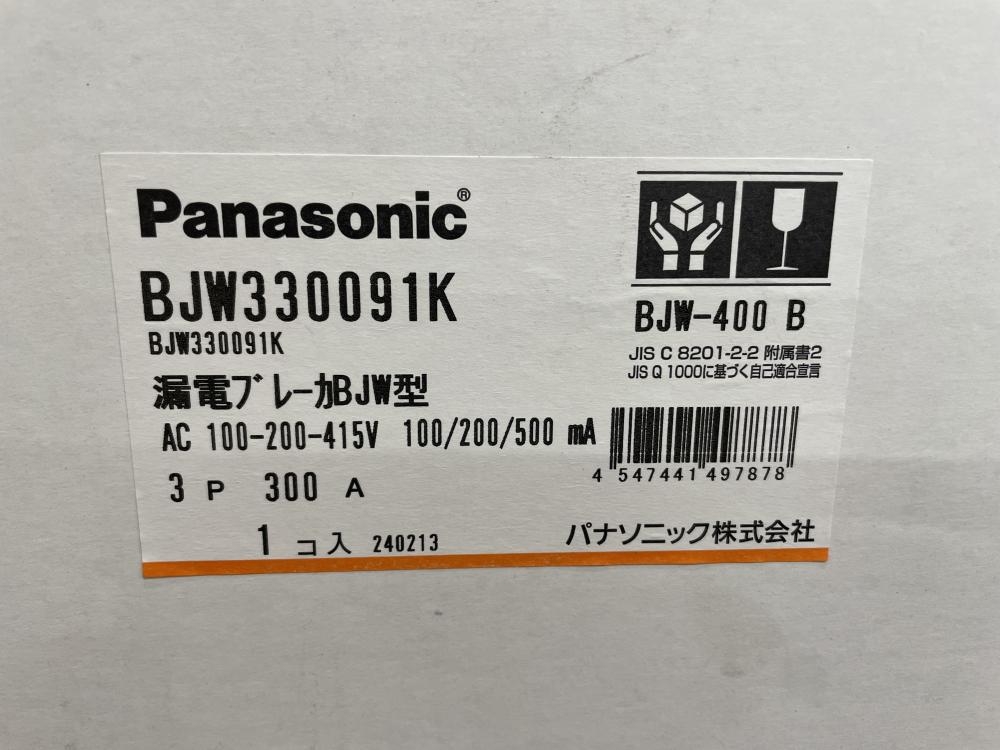 Panasonic®
BJW330091K
BJW330091K
漏電ブレーカBJW型
AC 100-200-415V 100/200/500 mA
3 P 300 A
1 コ入 240213
BJW-400 B
JIS C 8201-2-2 附属書2
JIS Q 1000に基づく自己適合宣言
4 547441 497878
パナソニック株式会社